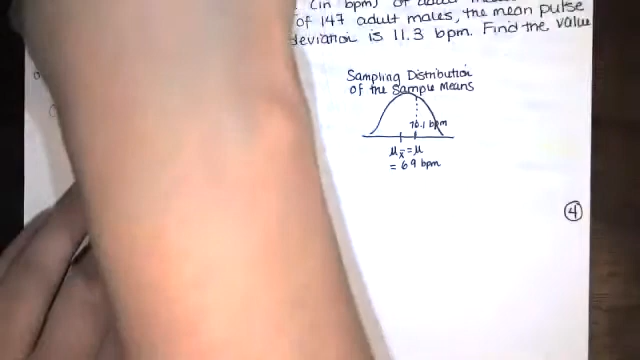 (in bpm) of adult
of 147 adult males, the mean pulse
deviation is 11.3 bpm. Find the value
Sampling Distribution
of the Sample Means
70.1 bpm
μx̄ = μ
= 69 bpm
4